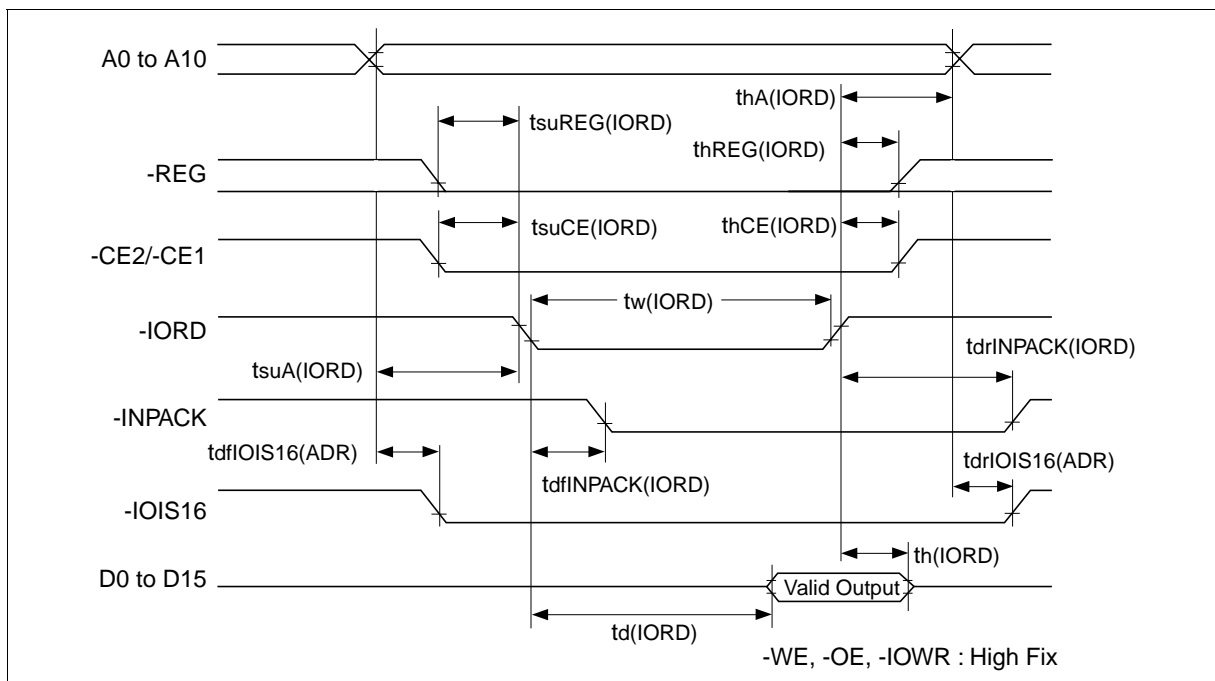 A0 to A10
thA(IORD)
tsuREG(IORD)
thREG(IORD)
-REG
tsuCE(IORD)
thCE(IORD)
-CE2/-CE1
tw(IORD)
-IORD
tdrINPACK(IORD)
tsuA(IORD)
-INPACK
tdfIOIS16(ADR)
tdrIOIS16(ADR)
tdfINPACK(IORD)
-IOIS16
th(IORD)
D0 to D15
Valid Output
td(IORD)
-WE, -OE, -IOWR : High Fix